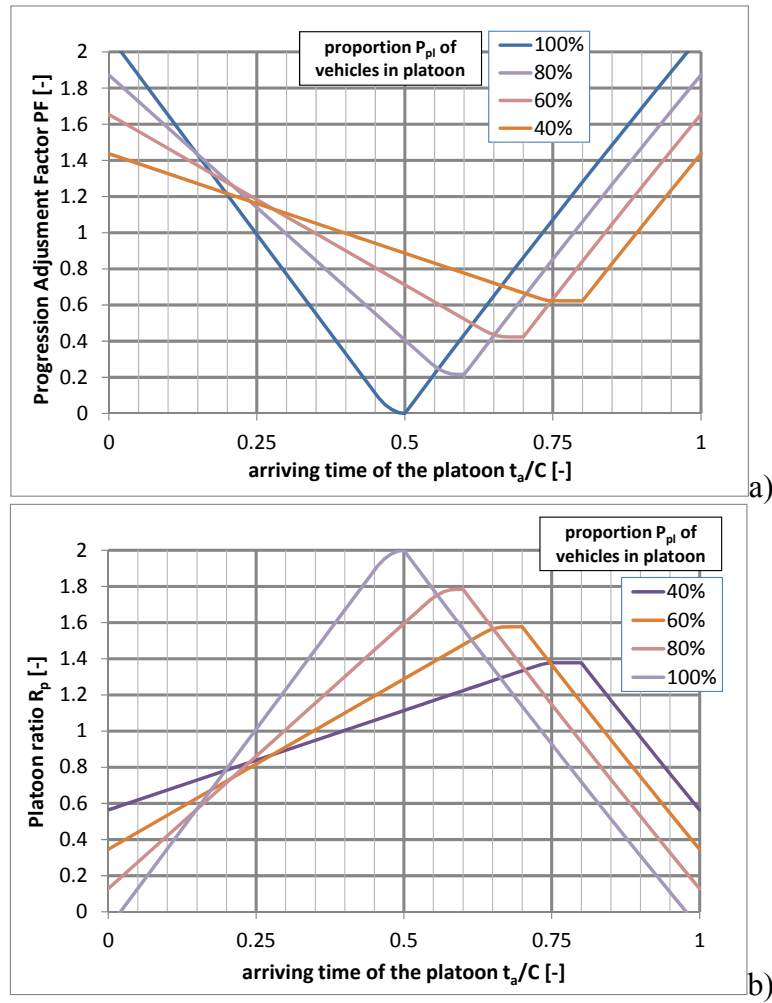 proportion Ppl of
vehicles in platoon
100%
80%
60%
40%
Progression Adjusment Factor PF [-]
2
1.8
1.6
1.4
1.2
1
0.8
0.6
0.4
0.2
0
0 0.25 0.5 0.75 1
arriving time of the platoon ta/C [-]
a)
proportion Ppl of
vehicles in platoon
40%
60%
80%
100%
Platoon ratio Rp [-]
2
1.8
1.6
1.4
1.2
1
0.8
0.6
0.4
0.2
0
0 0.25 0.5 0.75 1
arriving time of the platoon ta/C [-]
b)